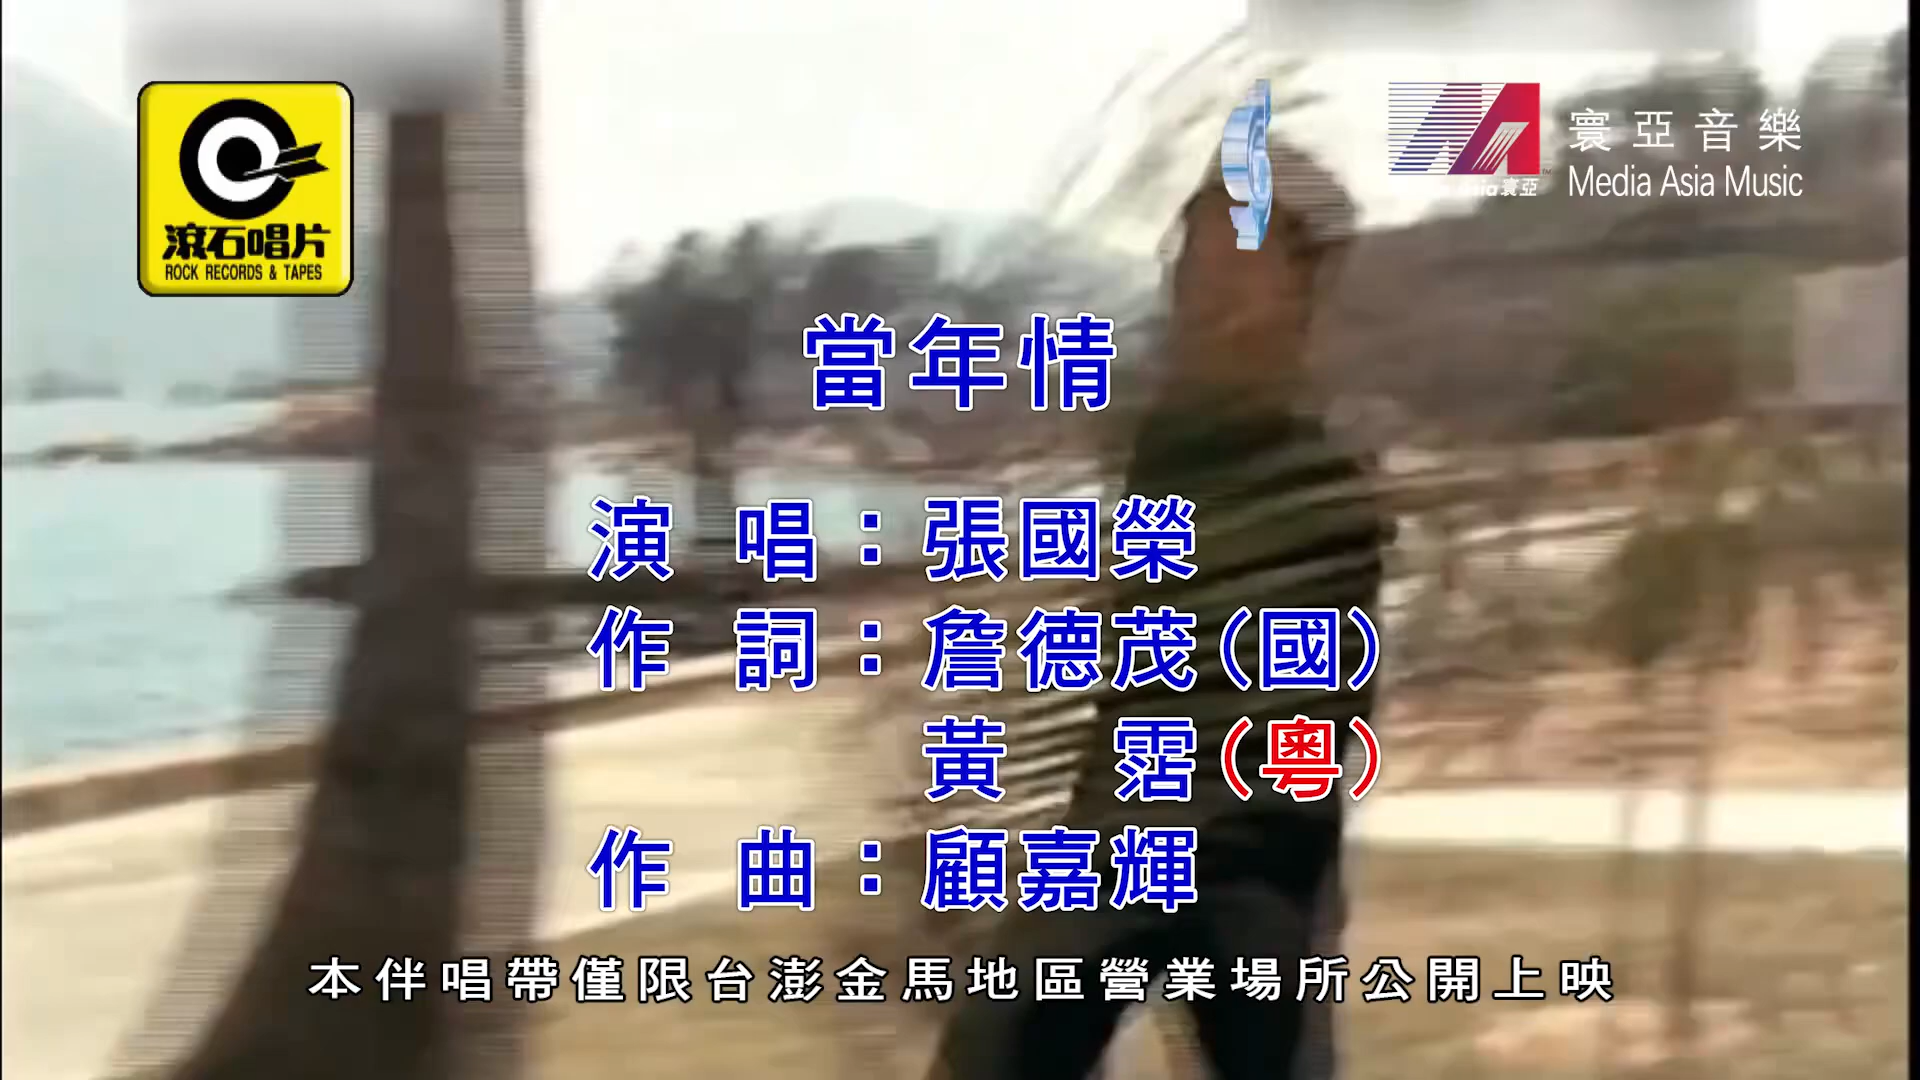 滾石唱片
ROCK RECORDS & TAPES
寰亞
寰亞音樂
Media Asia Music
當年情
演 唱：張國榮
作 詞：詹德茂（國）
黃 霑（粵）
作 曲：顧嘉輝
本伴唱帶僅限台澎金馬地區營業場所公開上映